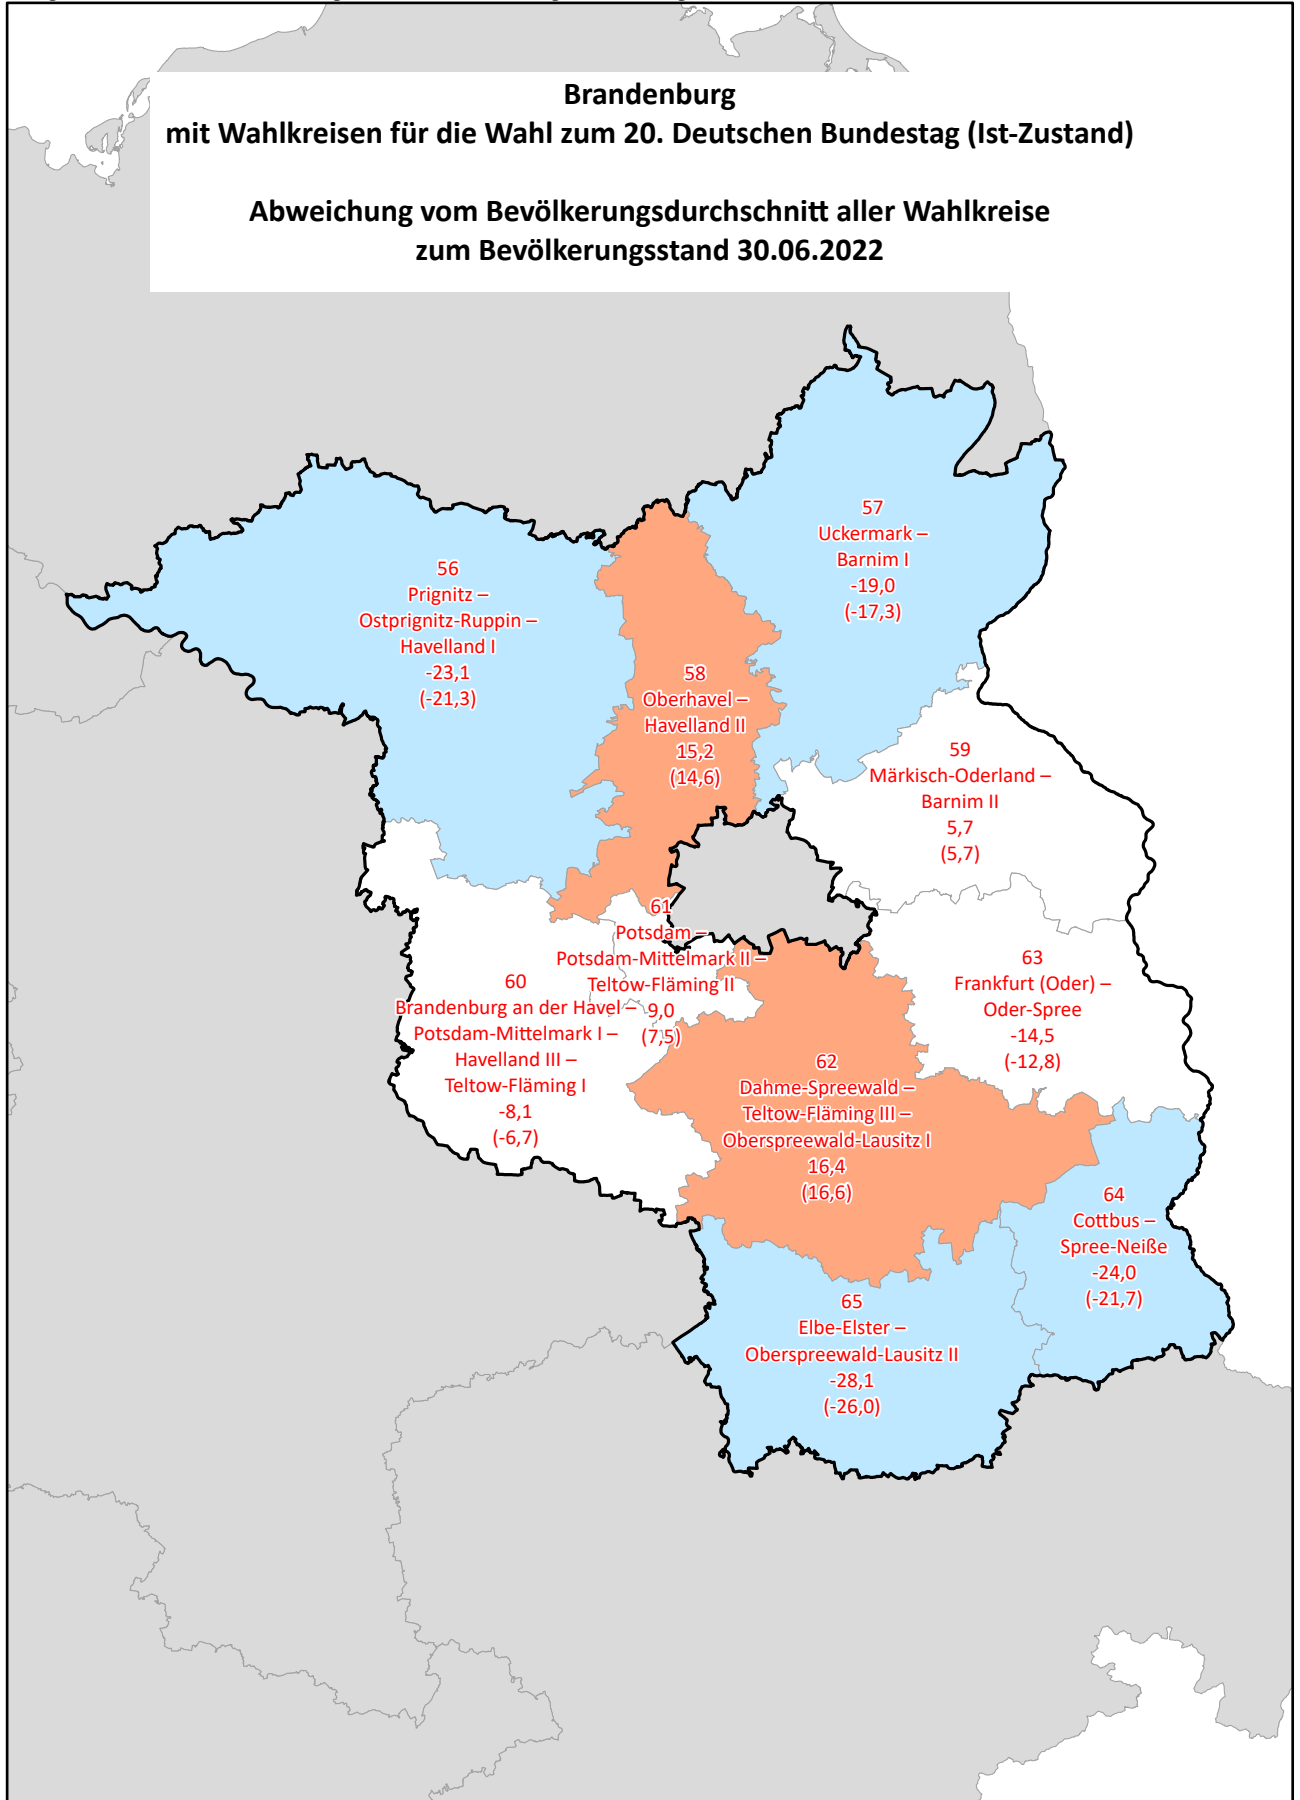 Brandenburg
mit Wahlkreisen für die Wahl zum 20. Deutschen Bundestag (Ist-Zustand)
Abweichung vom Bevölkerungsdurchschnitt aller Wahlkreise
zum Bevölkerungsstand 30.06.2022
57
Uckermark –
Barnim I
-19,0
(-17,3)
56
Prignitz –
Ostprignitz-Ruppin –
Havelland I
-23,1
(-21,3)
58
Oberhavel –
Havelland II
15,2
(14,6)
59
Märkisch-Oderland –
Barnim II
5,7
(5,7)
61
Potsdam –
Potsdam-Mittelmark II –
Teltow-Fläming II
9,0
(7,5)
60
Brandenburg an der Havel –
Potsdam-Mittelmark I –
Havelland III –
Teltow-Fläming I
-8,1
(-6,7)
63
Frankfurt (Oder) –
Oder-Spree
-14,5
(-12,8)
62
Dahme-Spreewald –
Teltow-Fläming III –
Oberspreewald-Lausitz I
16,4
(16,6)
64
Cottbus –
Spree-Neiße
-24,0
(-21,7)
65
Elbe-Elster –
Oberspreewald-Lausitz II
-28,1
(-26,0)